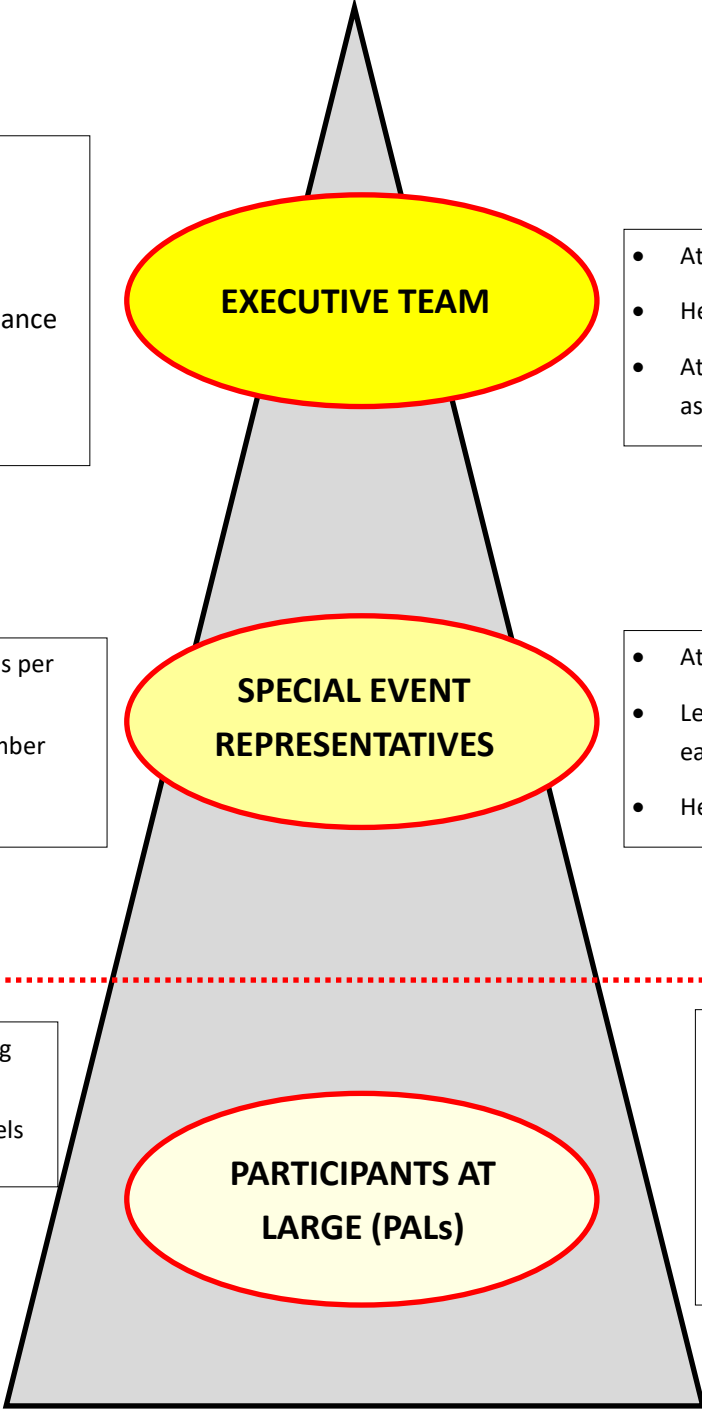 ance
EXECUTIVE TEAM
• At
• He
• At
as
s per
mber
SPECIAL EVENT
REPRESENTATIVES
• At
• Le
ea
• He
g
els
PARTICIPANTS AT
LARGE (PALs)